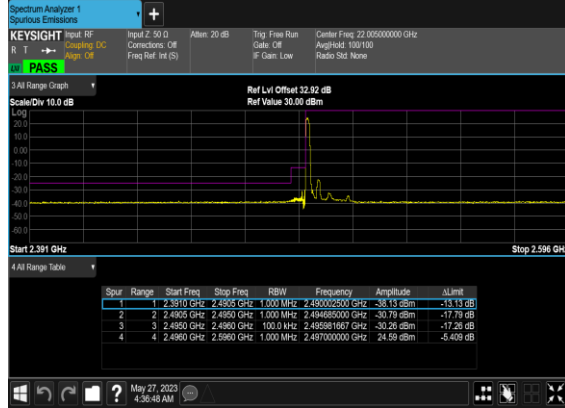 Spectrum Analyzer 1
Spurious Emissions
KEYSIGHT Input: RF Input Z: 50 Ω Atten: 20 dB Trig: Free Run Center Freq: 22.005000000 GHz
R T Coupling: DC Corrections: Off Gate: Off Avg|Hold: 100/100
Align: Off Freq Ref: Int (S) IF Gain: Low Radio Std: None
PASS
3 All Range Graph
Ref Lvl Offset 32.92 dB
Scale/Div 10.0 dB Ref Value 30.00 dBm
Log
20.0
10.0
0.00
-10.0
-20.0
-30.0
-40.0
-50.0
-60.0
Start 2.391 GHz Stop 2.596 GH
4 All Range Table
Spur Range Start Freq Stop Freq RBW Frequency Amplitude ΔLimit
1 1 2.3910 GHz 2.4905 GHz 1.000 MHz 2.490002500 GHz -38.13 dBm -13.13 dB
2 2 2.4905 GHz 2.4950 GHz 1.000 MHz 2.494685000 GHz -30.79 dBm -17.79 dB
3 3 2.4950 GHz 2.4960 GHz 100.0 kHz 2.495981667 GHz -30.26 dBm -17.26 dB
4 4 2.4960 GHz 2.5960 GHz 1.000 MHz 2.497000000 GHz 24.59 dBm -5.409 dB
? May 27, 2023
4:36:48 AM